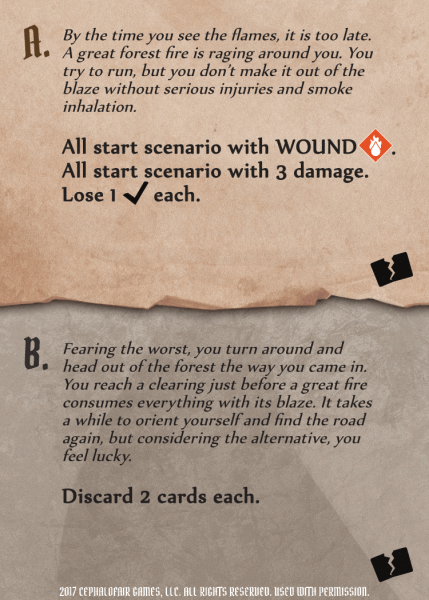 A. By the time you see the flames, it is too late.
A great forest fire is raging around you. You
try to run, but you don't make it out of the
blaze without serious injuries and smoke
inhalation.
All start scenario with WOUND.
All start scenario with 3 damage.
Lose 1 ✓ each.
B. Fearing the worst, you turn around and
head out of the forest the way you came in.
You reach a clearing just before a great fire
consumes everything with its blaze. It takes
a while to orient yourself and find the road
again, but considering the alternative, you
feel lucky.
Discard 2 cards each.
2017 CEPHALOFAIR GAMES, LLC. ALL RIGHTS RESERVED. USED WITH PERMISSION.